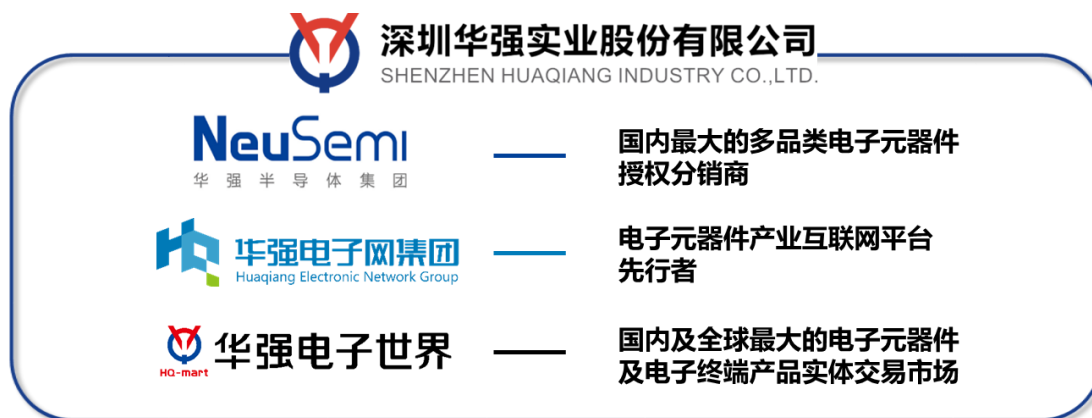 深圳华强实业股份有限公司
SHENZHEN HUAQIANG INDUSTRY CO.,LTD.
NeuSemi
华强半导体集团
国内最大的多品类电子元器件
授权分销商
HQ
华强电子网集团
Huaqiang Electronic Network Group
电子元器件产业互联网平台
先行者
HQ-mart
华强电子世界
国内及全球最大的电子元器件
及电子终端产品实体交易市场